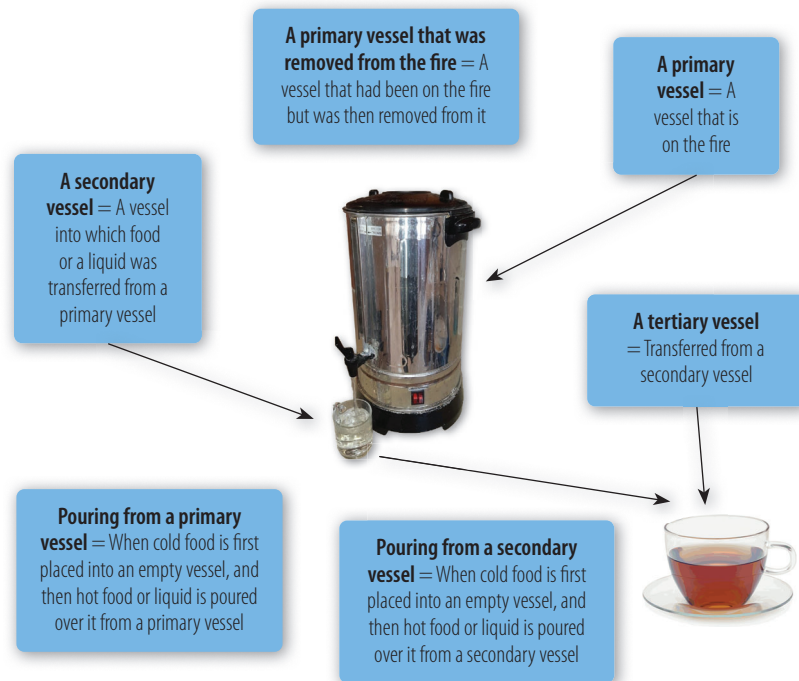 A primary vessel that was
removed from the fire = A
vessel that had been on the fire
but was then removed from it
A primary
vessel = A
vessel that is
on the fire
A secondary
vessel = A vessel
into which food
or a liquid was
transferred from a
primary vessel
A tertiary vessel
= Transferred from a
secondary vessel
Pouring from a primary
vessel = When cold food is first
placed into an empty vessel, and
then hot food or liquid is poured
over it from a primary vessel
Pouring from a secondary
vessel = When cold food is first
placed into an empty vessel, and
then hot food or liquid is poured
over it from a secondary vessel